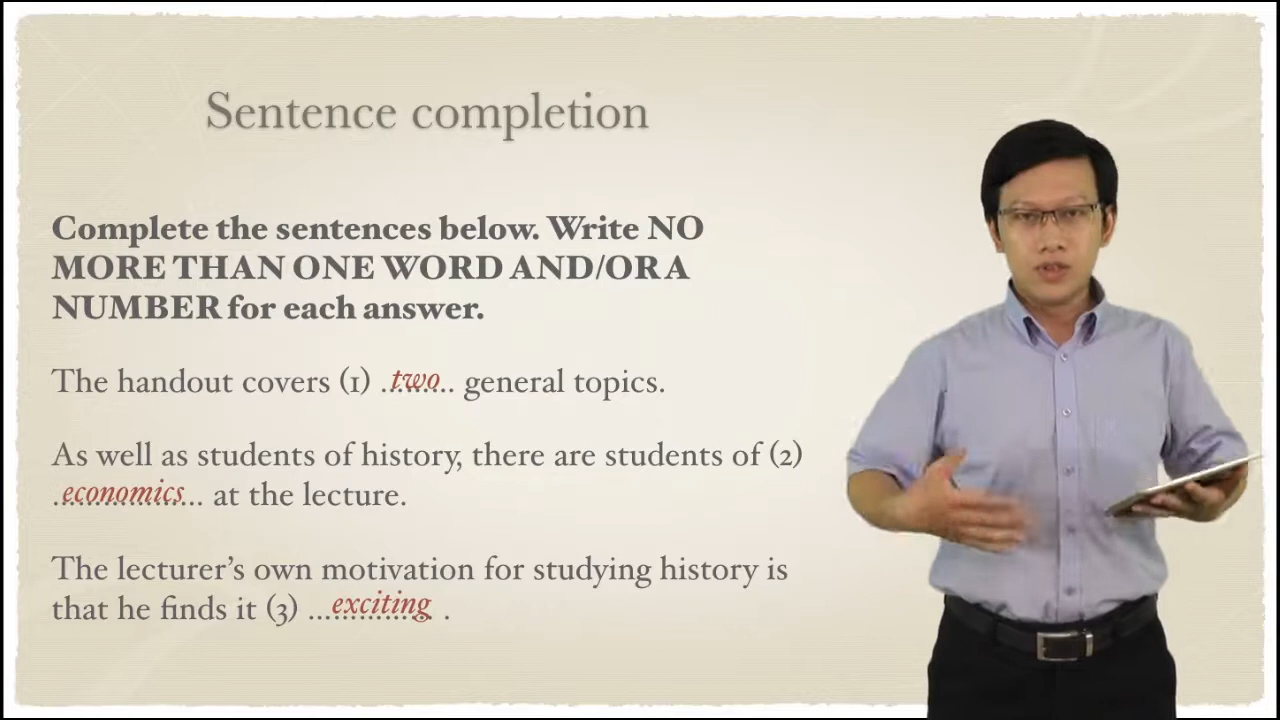 Sentence completion
Complete the sentences below. Write NO
MORE THAN ONE WORD AND/OR A
NUMBER for each answer.
The handout covers (1) ..two.. general topics.
As well as students of history, there are students of (2)
..economics... at the lecture.
The lecturer's own motivation for studying history is
that he finds it (3) ...exciting .